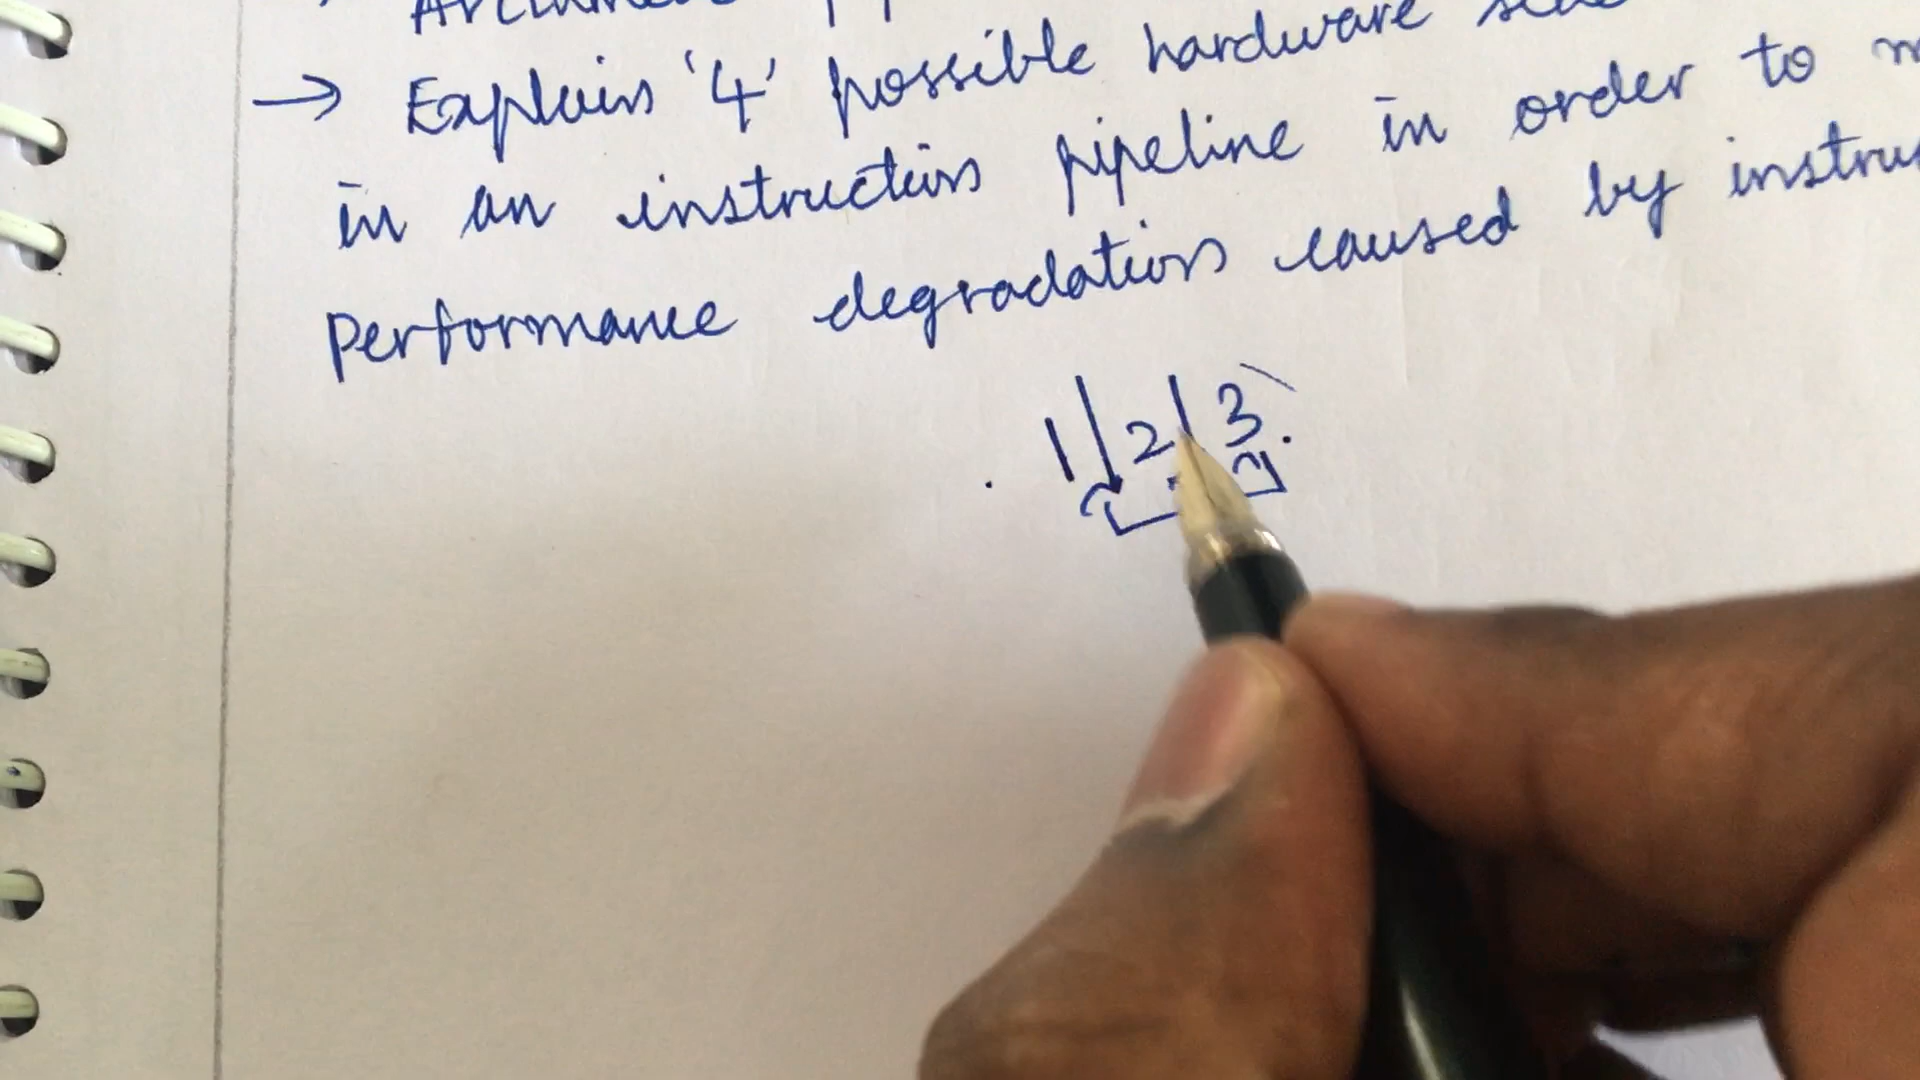 → Explain '4' possible hardware
in an instruction pipeline in order to
Performance degradation caused by
1 | 2 | 3